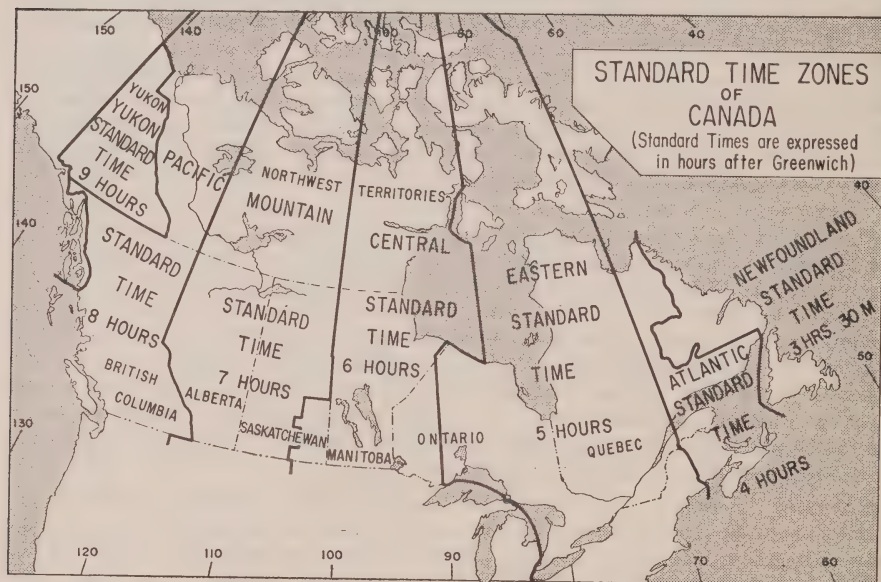 150
140
100
80
60
40
STANDARD TIME ZONES
OF
CANADA
(Standard Times are expressed
in hours after Greenwich)
150
YUKON
YUKON
STANDARD
TIME
9 HOURS
PACIFIC
NORTHWEST
TERRITORIES
MOUNTAIN
CENTRAL
40
140
STANDARD
TIME
8 HOURS
BRITISH
COLUMBIA
STANDARD
TIME
7 HOURS
ALBERTA
SASKATCHEWAN
STANDARD
TIME
6 HOURS
MANITOBA
ONTARIO
EASTERN
STANDARD
TIME
5 HOURS
QUEBEC
NEWFOUNDLAND
STANDARD
TIME
3 HRS. 30 M
50
ATLANTIC
STANDARD
TIME
4 HOURS
130
120
110
100
90
70
60